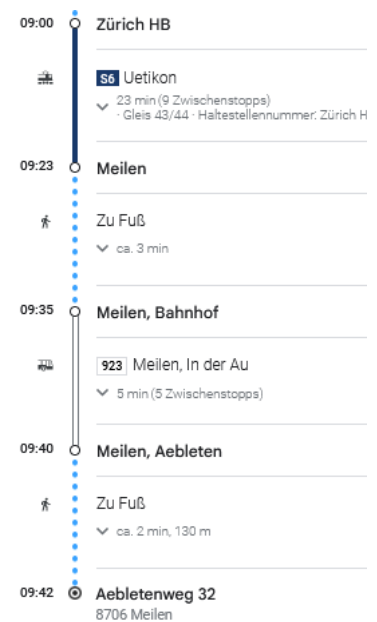 09:00 Zürich HB
S6 Uetikon
23 min (9 Zwischenstopps)
· Gleis 43/44 · Haltestellennummer: Zürich H
09:23 Meilen
Zu Fuß
ca. 3 min
09:35 Meilen, Bahnhof
923 Meilen, In der Au
5 min (5 Zwischenstopps)
09:40 Meilen, Aebleten
Zu Fuß
ca. 2 min, 130 m
09:42 Aebletenweg 32
8706 Meilen